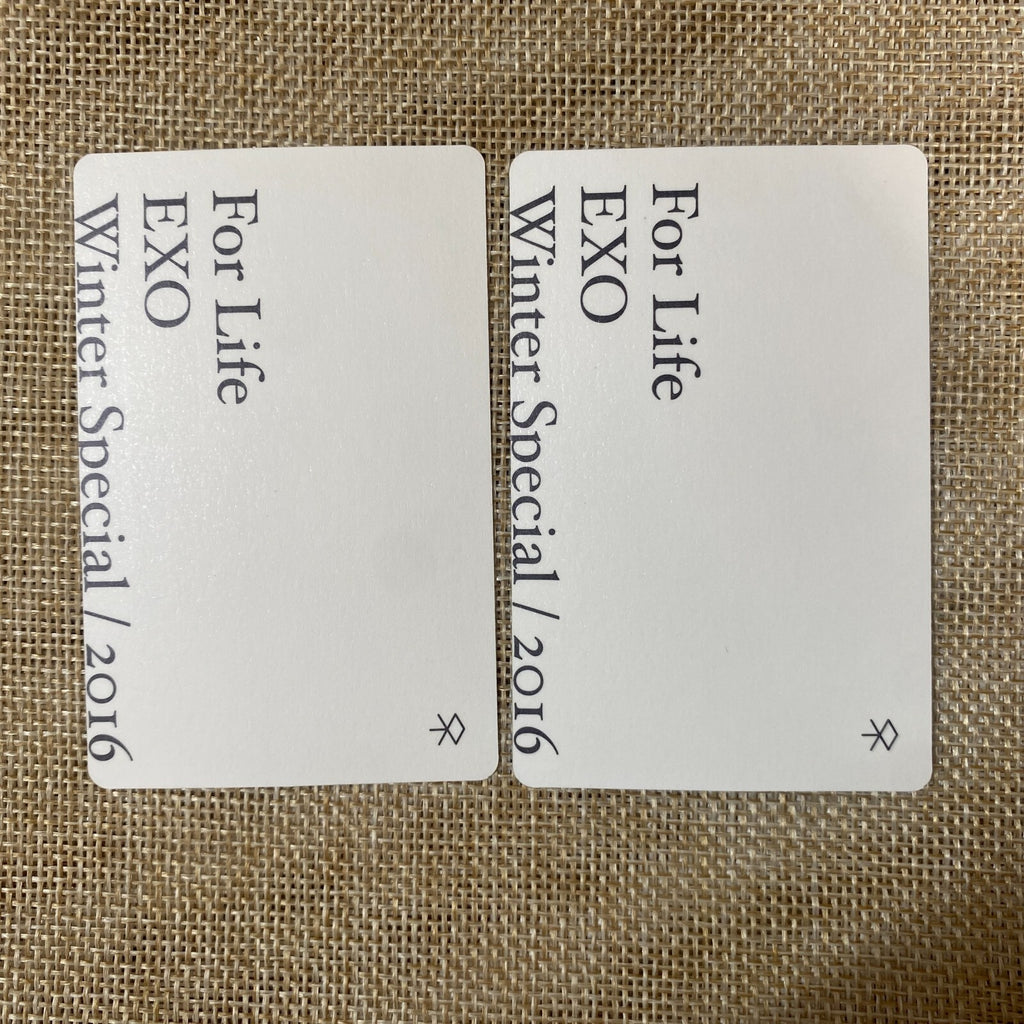 For Life
EXO
Winter Special / 2016
For Life
EXO
Winter Special / 2016